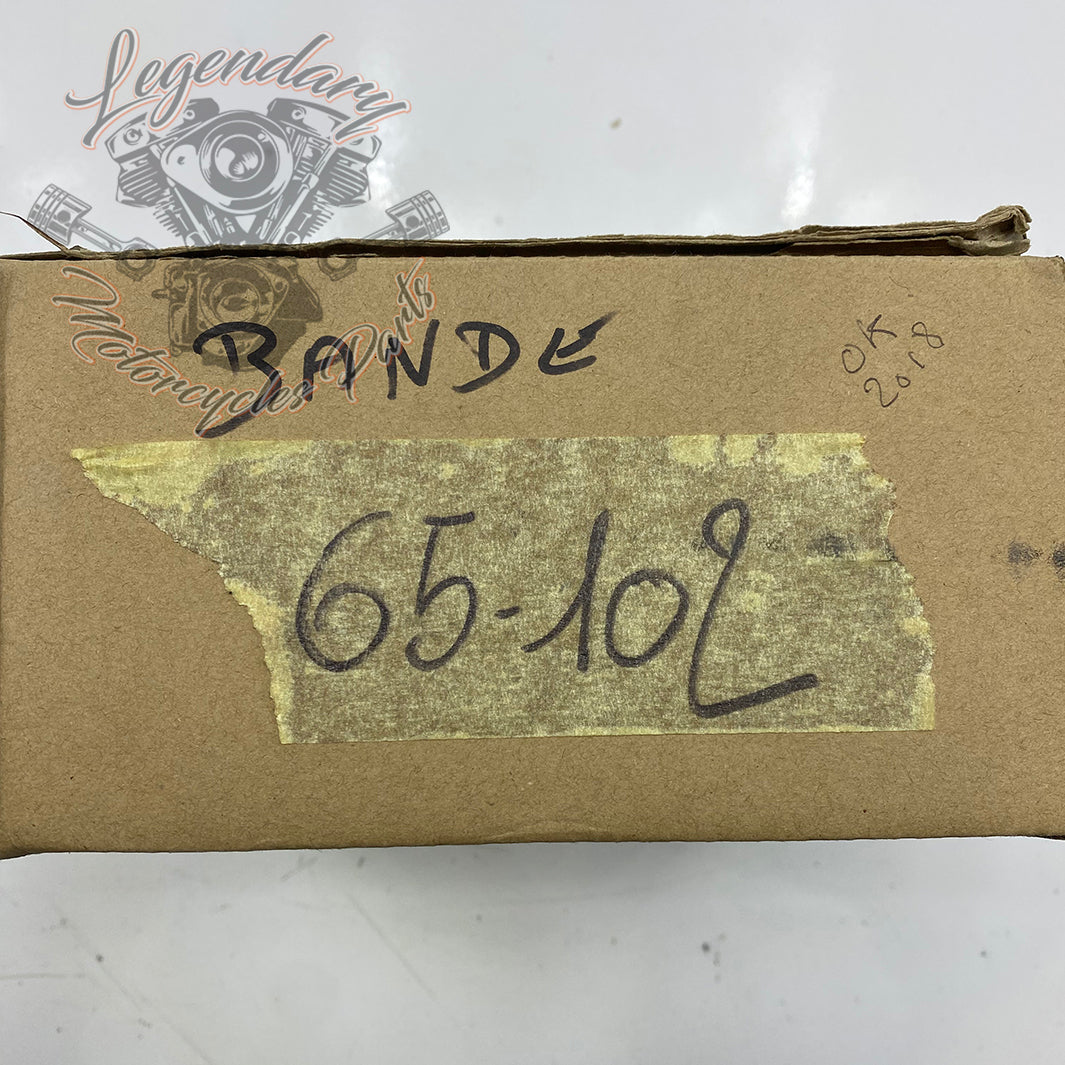 Legendary
Motorcycles Parts
BANDE
OK
2018
65-102